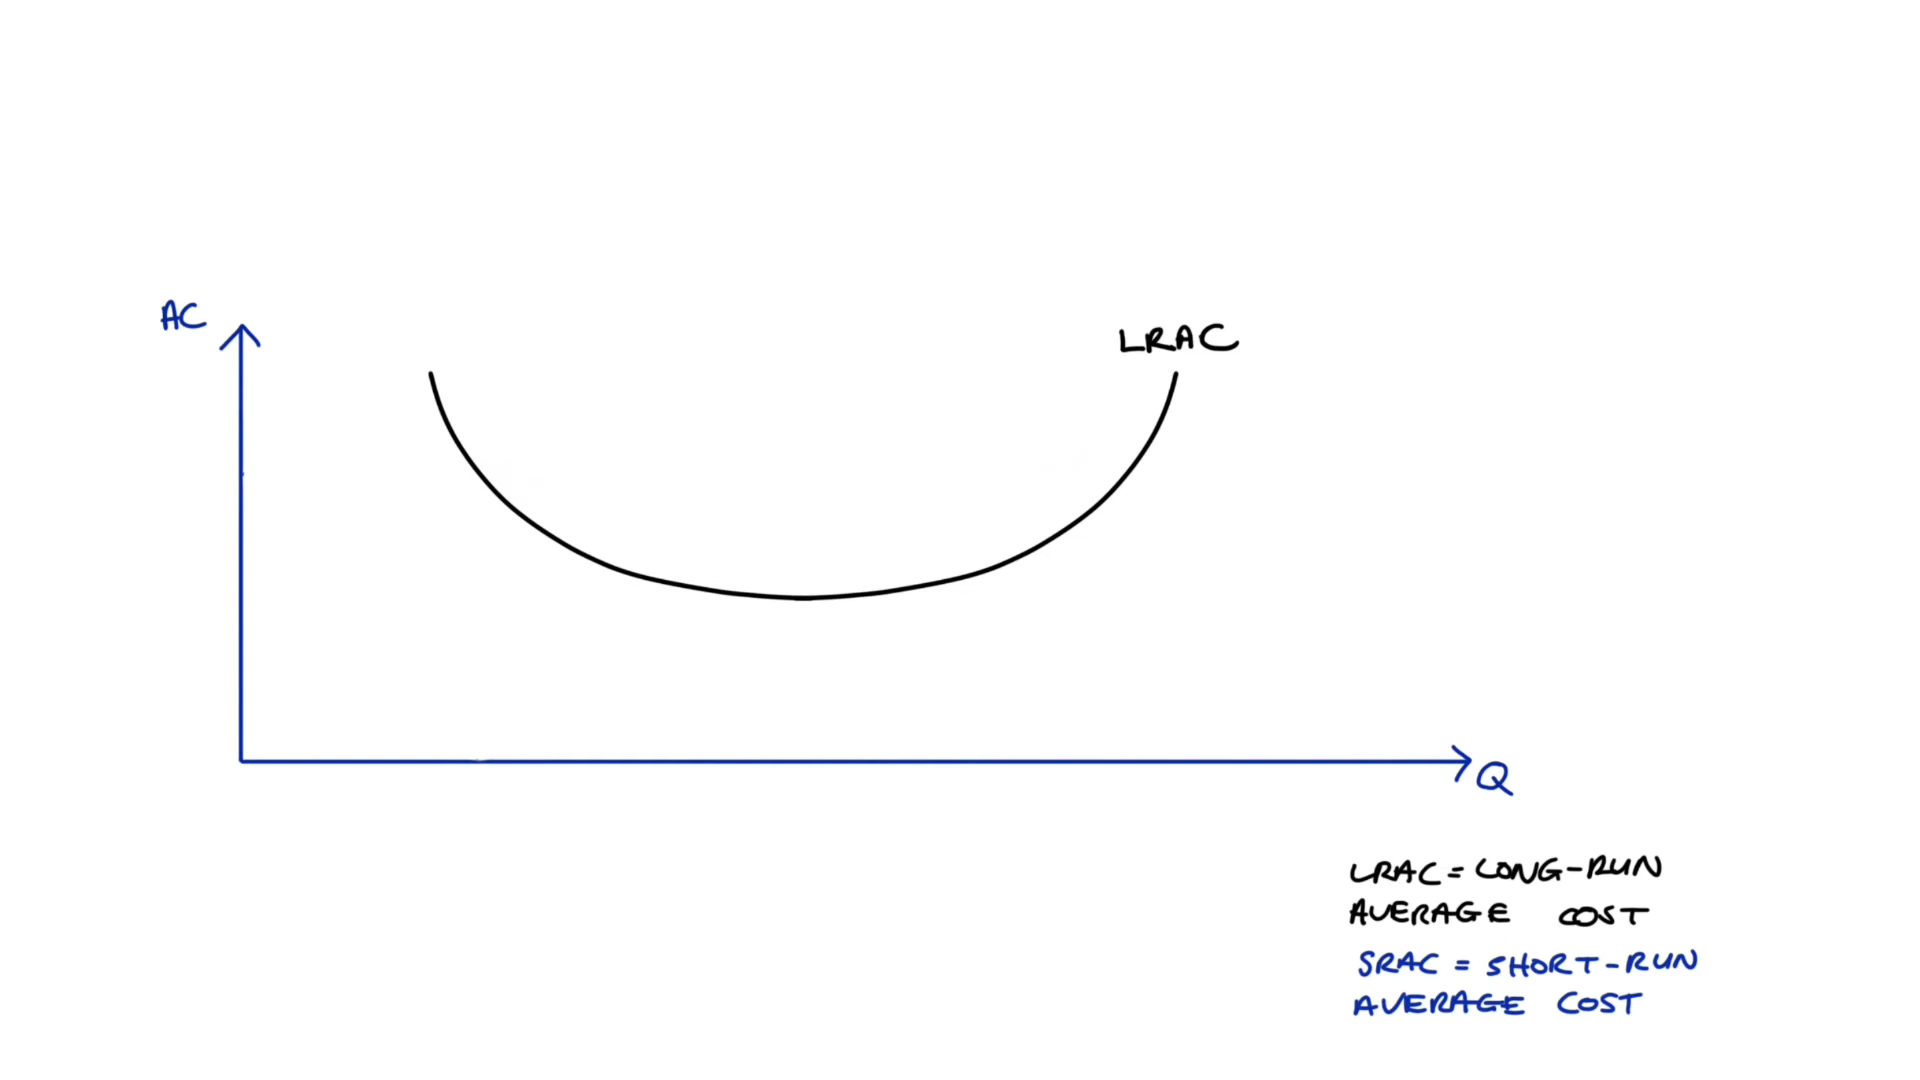 AC
LRAC
Q
LRAC = LONG-RUN
AVERAGE COST
SRAC = SHORT-RUN
AVERAGE COST